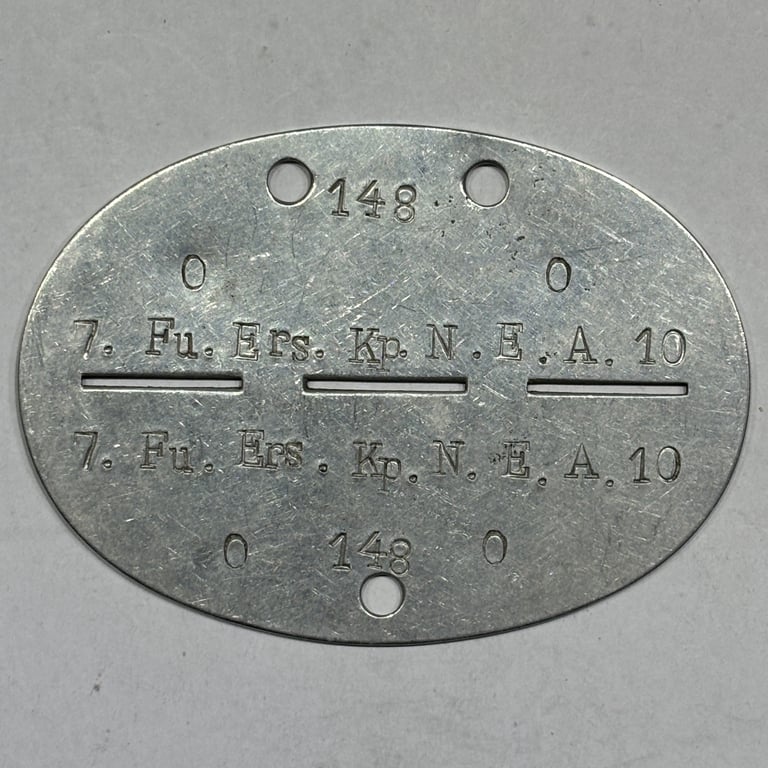 148
O O
7. Fu. Ers. Kp. N. E. A. 10
7. Fu. Ers. Kp. N. E. A. 10
O 148 O